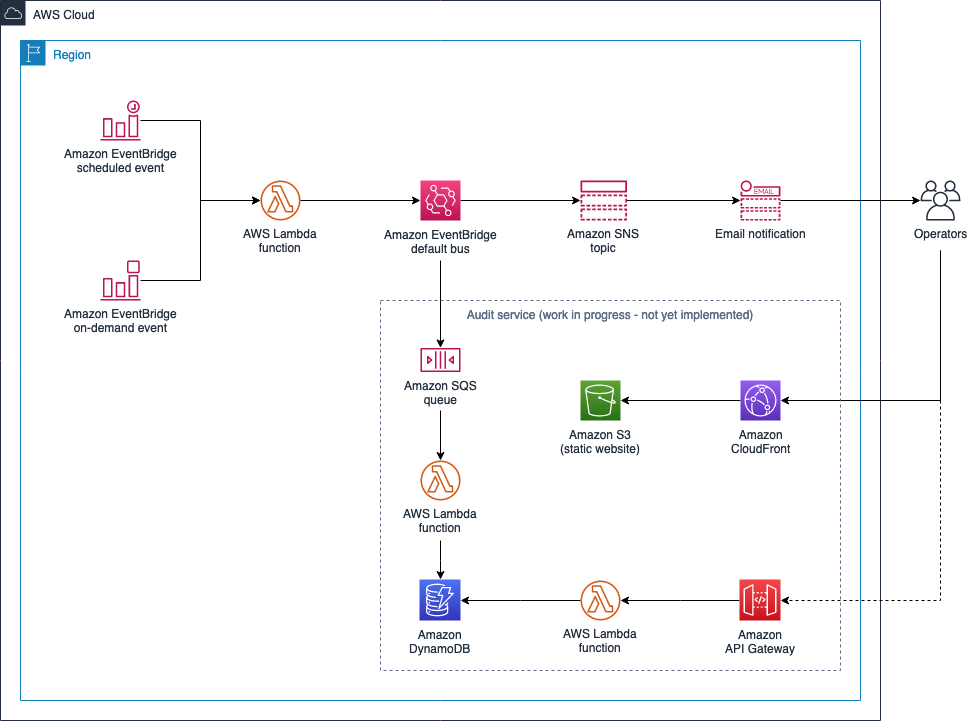 AWS Cloud
Region
Amazon EventBridge
scheduled event
Amazon EventBridge
on-demand event
AWS Lambda
function
Amazon EventBridge
default bus
Amazon SNS
topic
EMAIL
Email notification
Operators
Audit service (work in progress - not yet implemented)
Amazon SQS
queue
Amazon S3
(static website)
Amazon
CloudFront
AWS Lambda
function
Amazon
DynamoDB
AWS Lambda
function
</>
Amazon
API Gateway